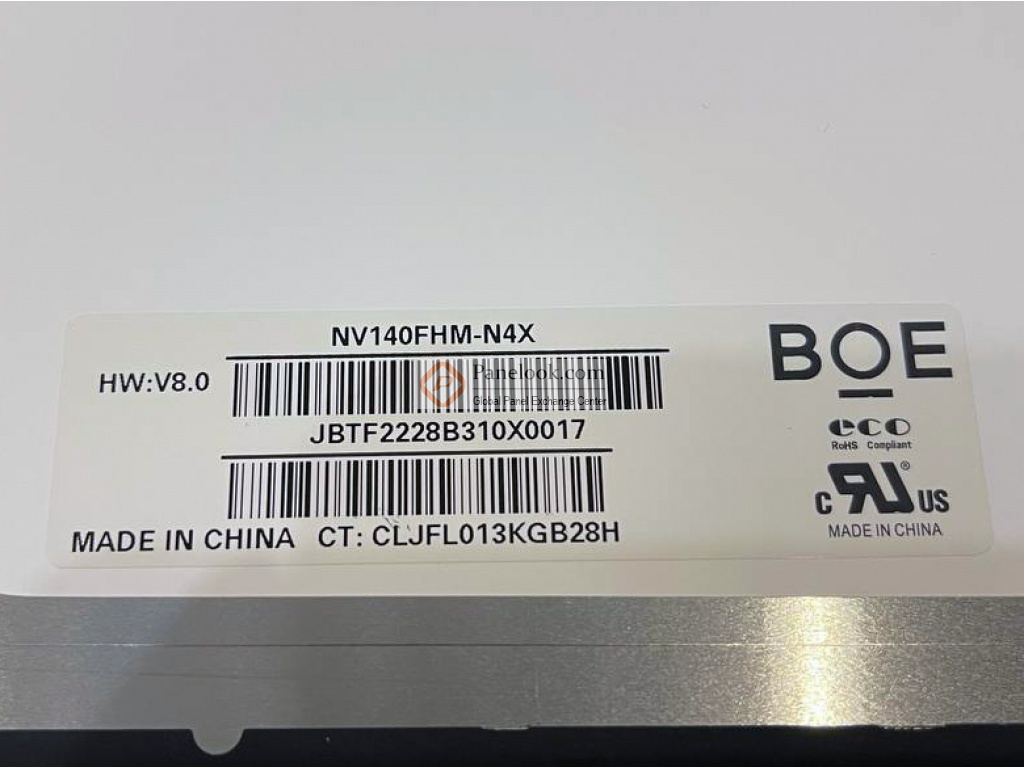 NV140FHM-N4X
HW:V8.0
Panelook.com
Global Panel Exchange Center
JBTF2228B310X0017
MADE IN CHINA CT: CLJFL013KGB28H
BOE
eco
RoHS Compliant
c RU ® US
MADE IN CHINA